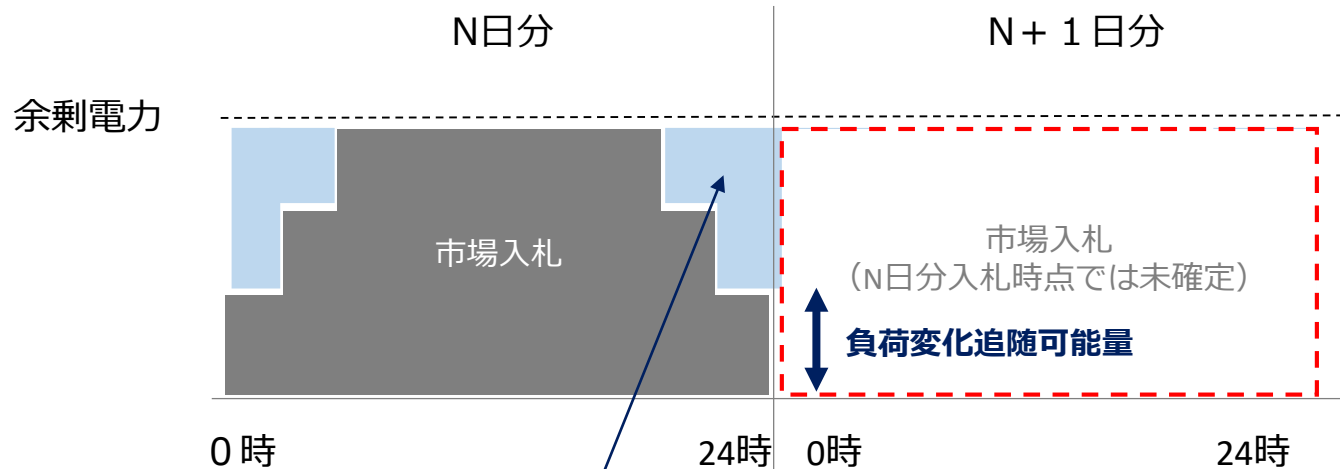 N日分
N+1日分
余剰電力
市場入札
市場入札
（N日分入札時点では未確定）
負荷変化追随可能量
0時
24時
0時
24時